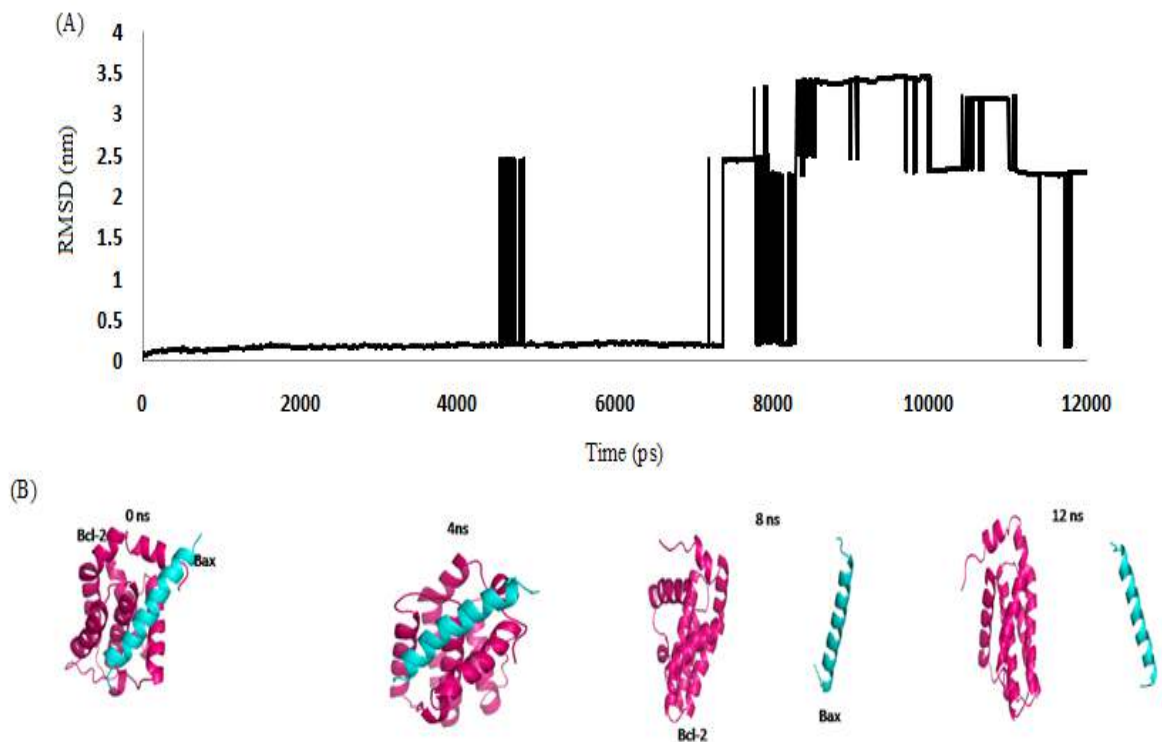 (A)
4
3.5
3
2.5
2
1.5
1
0.5
0
RMSD (nm)
0 2000 4000 6000 8000 10000 12000
Time (ps)
(B)
0 ns
4ns
8 ns
12 ns
Bcl-2
Bax
Bcl-2
Bax